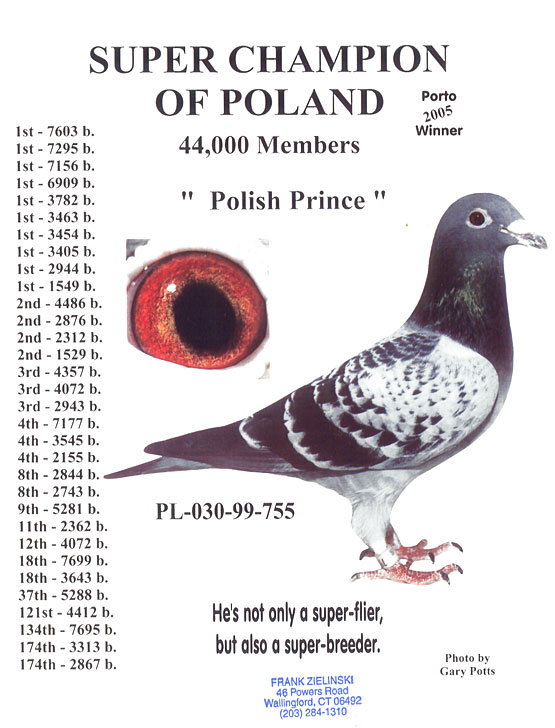 SUPER CHAMPION
OF POLAND
Porto
2005
Winner
44,000 Members
" Polish Prince "
1st - 7603 b.
1st - 7295 b.
1st - 7156 b.
1st - 6909 b.
1st - 3782 b.
1st - 3463 b.
1st - 3454 b.
1st - 3405 b.
1st - 2944 b.
1st - 1549 b.
2nd - 4486 b.
2nd - 2876 b.
2nd - 2312 b.
2nd - 1529 b.
3rd - 4357 b.
3rd - 4072 b.
3rd - 2943 b.
4th - 7177 b.
4th - 3545 b.
4th - 2155 b.
8th - 2844 b.
8th - 2743 b.
9th - 5281 b.
11th - 2362 b.
12th - 4072 b.
18th - 7699 b.
18th - 3643 b.
37th - 5288 b.
121st - 4412 b.
134th - 7695 b.
174th - 3313 b.
174th - 2867 b.
PL-030-99-755
He's not only a super-flier,
but also a super-breeder.
Photo by
Gary Potts
FRANK ZIELINSKI
46 Powers Road
Wallingford, CT 06492
(203) 284-1310